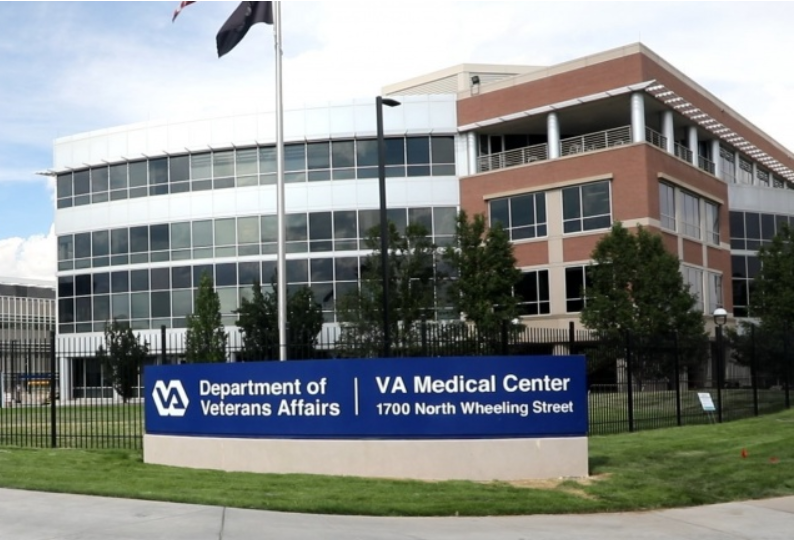 VA
Department of
Veterans Affairs
VA Medical Center
1700 North Wheeling Street